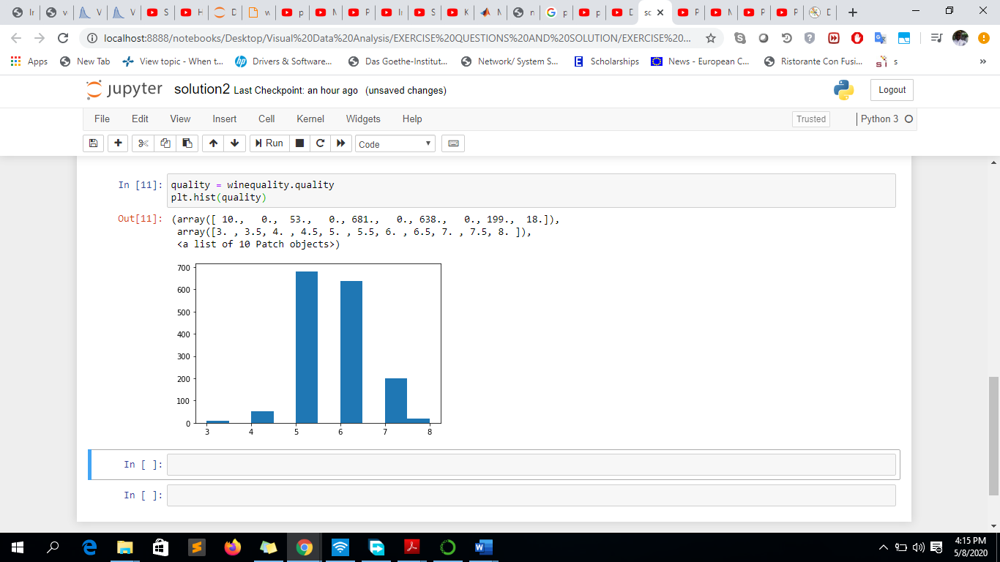 Ir
v
V
V
S
H
D
w
p
N
P
Ir
S
K
N
n
p
p
D
sc
P
N
P
P
D
localhost:8888/notebooks/Desktop/Visual%20Data%20Analysis/EXERCISE%20QUESTIONS%20AND%20SOLUTION/EXERCISE%20...
Apps New Tab View topic - When t... Drivers & Software... Das Goethe-Institut... Network/ System S... Scholarships News - European C... Ristorante Con Fusi... s »
jupyter solution2 Last Checkpoint: an hour ago (unsaved changes) Logout
File Edit View Insert Cell Kernel Widgets Help Trusted Python 3
Run Code
In [11]: quality = winequality.quality
plt.hist(quality)
Out[11]: (array([ 10., 0., 53., 0., 681., 0., 638., 0., 199., 18.]),
array([3. , 3.5, 4. , 4.5, 5. , 5.5, 6. , 6.5, 7. , 7.5, 8. ]),
<a list of 10 Patch objects>)
700
600
500
400
300
200
100
0
3 4 5 6 7 8
In [ ]:
In [ ]:
4:15 PM
5/8/2020